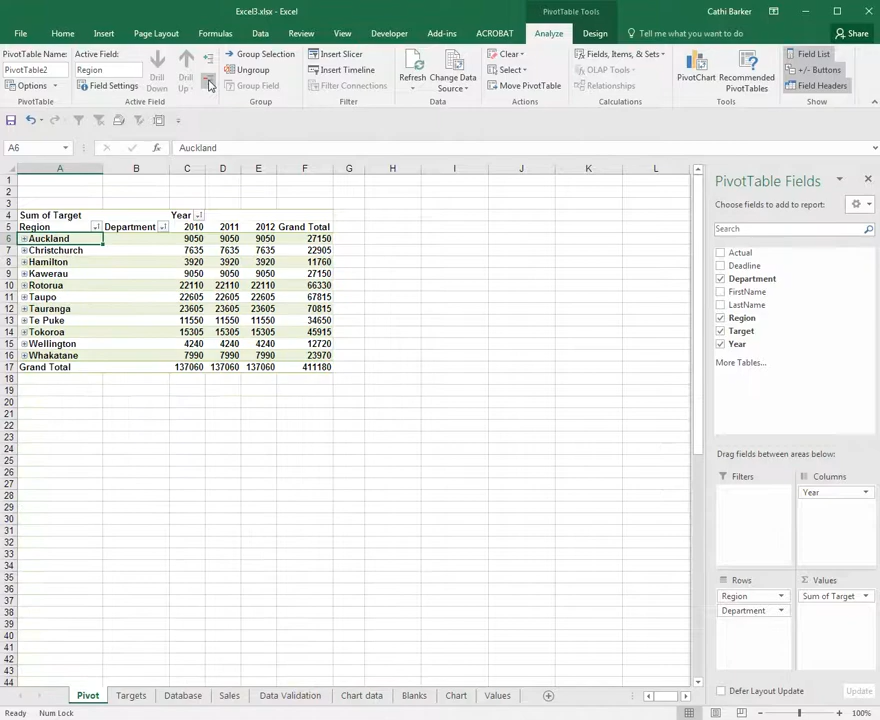 Excel3.xlsx - Excel
PivotTable Tools
Cathi Barker
File Home Insert Page Layout Formulas Data Review View Developer Add-ins ACROBAT Analyze Design Tell me what you want to do Share
PivotTable Name: Active Field:
PivotTable2 Region
Options Field Settings
Drill Down
Drill Up
Group Selection
Ungroup
Group Field
Insert Slicer
Insert Timeline
Filter Connections
Refresh
Change Data Source
Clear
Select
Move PivotTable
Fields, Items, & Sets
OLAP Tools
Relationships
PivotChart
Recommended PivotTables
Field List
+/- Buttons
Field Headers
PivotTable Active Field Group Filter Data Actions Calculations Tools Show
A6 fx Auckland
A B C D E F G H I J K L
1
2
3
4 Sum of Target Year
5 Region Department 2010 2011 2012 Grand Total
6 Auckland 9050 9050 9050 27150
7 Christchurch 7635 7635 7635 22905
8 Hamilton 3920 3920 3920 11760
9 Kawerau 9050 9050 9050 27150
10 Rotorua 22110 22110 22110 66330
11 Taupo 22605 22605 22605 67815
12 Tauranga 23605 23605 23605 70815
13 Te Puke 11550 11550 11550 34650
14 Tokoroa 15305 15305 15305 45915
15 Wellington 4240 4240 4240 12720
16 Whakatane 7990 7990 7990 23970
17 Grand Total 137060 137060 137060 411180
18
19
20
21
22
23
24
25
26
27
28
29
30
31
32
33
34
35
36
37
38
39
40
41
42
43
44
PivotTable Fields
Choose fields to add to report:
Search
Actual
Deadline
Department
FirstName
LastName
Region
Target
Year
More Tables...
Drag fields between areas below:
Filters Columns
Year
Rows Σ Values
Region Sum of Target
Department
Defer Layout Update Update
Pivot Targets Database Sales Data Validation Chart data Blanks Chart Values
Ready Num Lock 100%